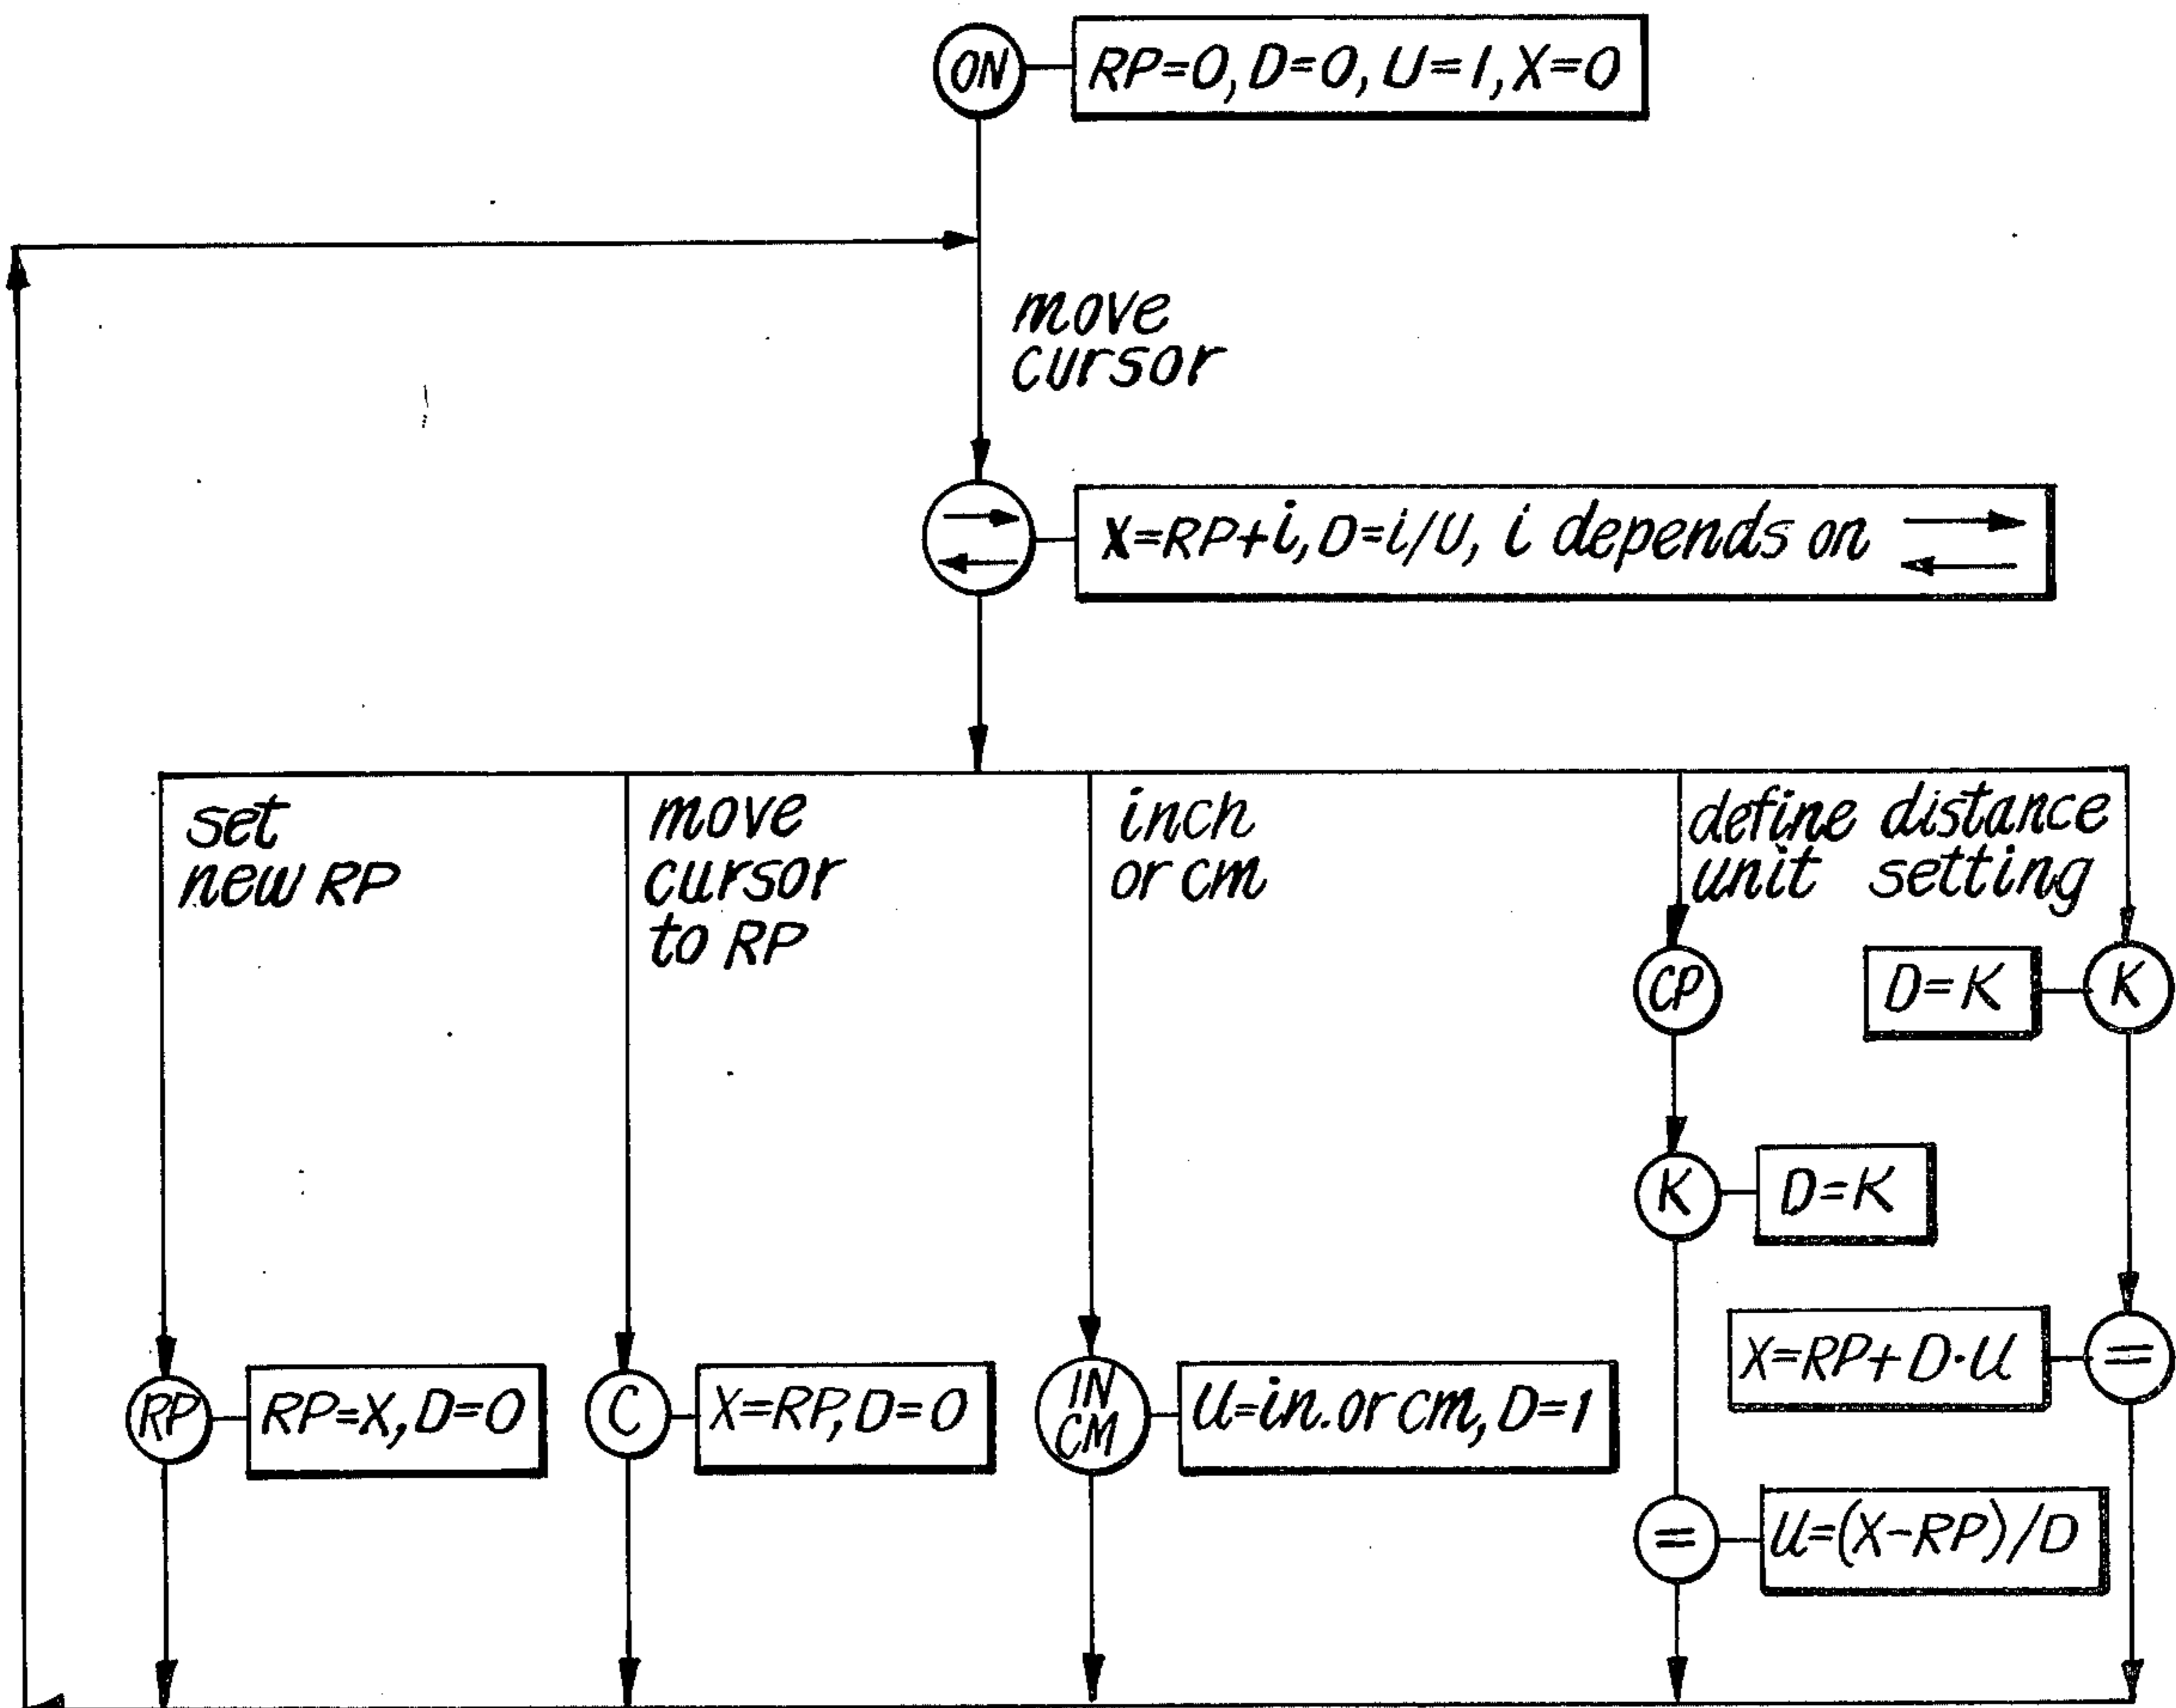 ON
RP=0, D=0, U=1, X=0
move
cursor
X=RP+i, D=i/U, i depends on
set
new RP
move
cursor
to RP
inch
or cm
define distance
unit setting
CP
D=K
K
K
D=K
X=RP+D·U
=
RP
RP=X, D=0
C
X=RP, D=0
IN
CM
U=in. or cm, D=1
=
U=(X-RP)/D